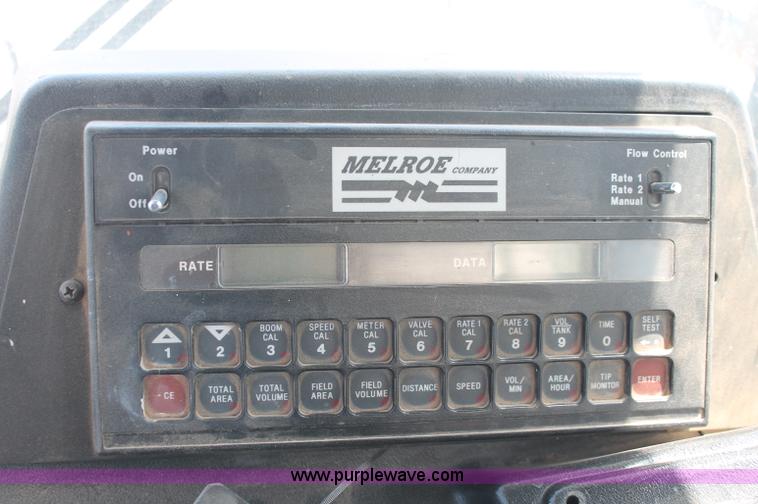 Power
On
Off
MELROE COMPANY
Flow Control
Rate 1
Rate 2
Manual
RATE
DATA
1
2
BOOM CAL 3
SPEED CAL 4
METER CAL 5
VALVE CAL 6
RATE 1 CAL 7
RATE 2 CAL 8
VOL/TANK 9
TIME 0
SELF TEST
CE
TOTAL AREA
TOTAL VOLUME
FIELD AREA
FIELD VOLUME
DISTANCE
SPEED
VOL/MIN
AREA/HOUR
TIP MONITOR
ENTER
www.purplewave.com